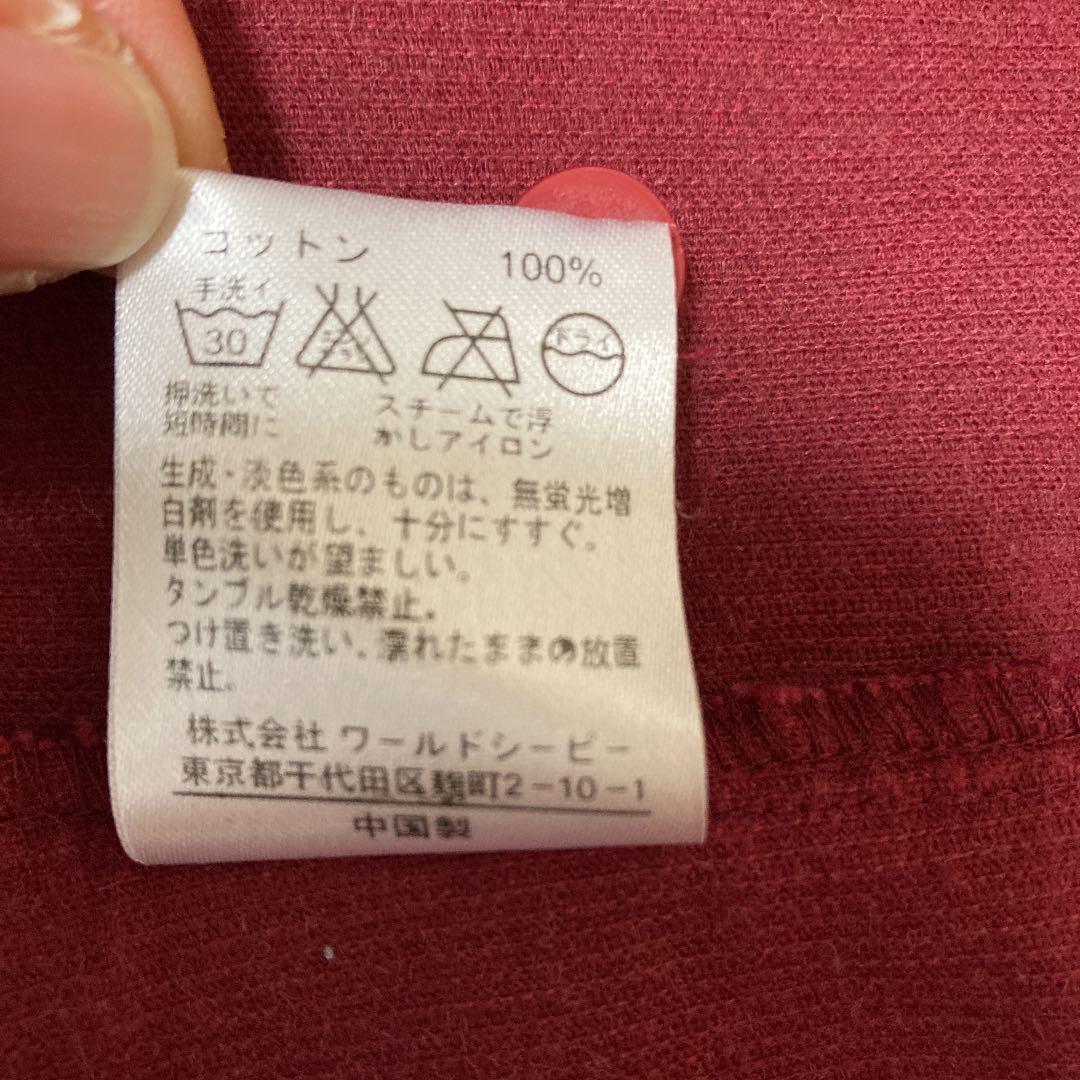 コットン 100%
手洗イ
30
ドライ
押洗いで
短時間に
スチームで浮
かしアイロン
生成・淡色系のものは、無蛍光増
白剤を使用し、十分にすすぐ。
単色洗いが望ましい。
タンブル乾燥禁止．
つけ置き洗い、濡れたままの放置
禁止．
株式会社 ワールドシービー
東京都千代田区麹町2-10-1
中国製